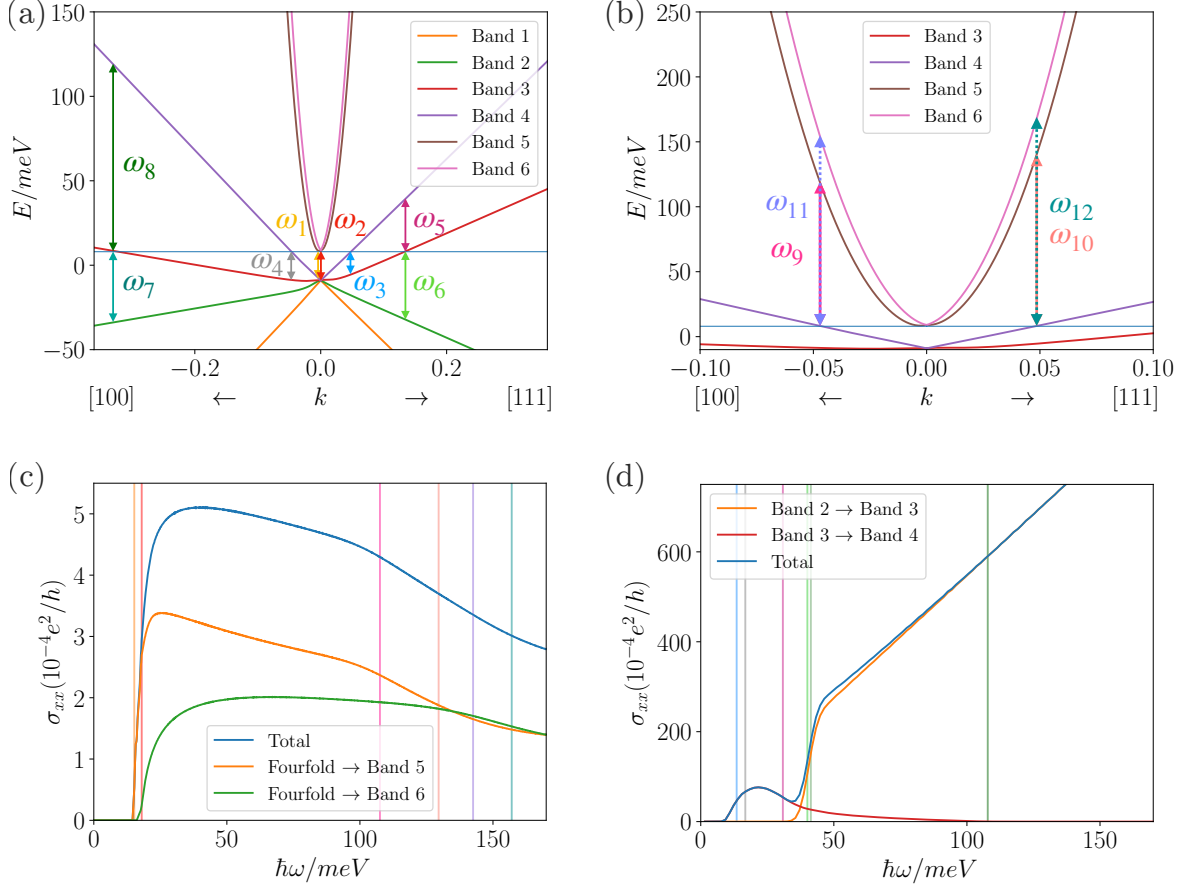 (a)
150
100
50
0
−50
E/meV
Band 1
Band 2
Band 3
Band 4
Band 5
Band 6
ω8
ω7
ω4
ω1
ω2
ω3
ω5
ω6
−0.2
0.0
0.2
[100]
←
k
→
[111]
(b)
250
200
150
100
50
0
E/meV
Band 3
Band 4
Band 5
Band 6
ω11
ω9
ω12
ω10
−0.10
−0.05
0.00
0.05
0.10
[100]
←
k
→
[111]
(c)
5
4
3
2
1
0
σxx(10−4e2/h)
Total
Fourfold → Band 5
Fourfold → Band 6
0
50
100
150
ħω/meV
(d)
600
400
200
0
σxx(10−4e2/h)
Band 2 → Band 3
Band 3 → Band 4
Total
0
50
100
150
ħω/meV